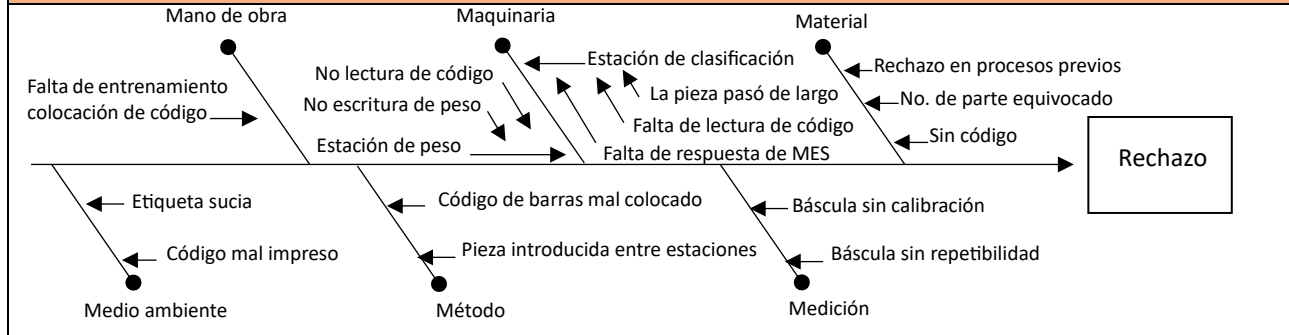 Mano de obra
Maquinaria
Material
Falta de entrenamiento
colocación de código
No lectura de código
No escritura de peso
Estación de peso
Estación de clasificación
La pieza pasó de largo
Falta de lectura de código
Falta de respuesta de MES
Rechazo en procesos previos
No. de parte equivocado
Sin código
Rechazo
Etiqueta sucia
Código mal impreso
Medio ambiente
Código de barras mal colocado
Pieza introducida entre estaciones
Método
Báscula sin calibración
Báscula sin repetibilidad
Medición